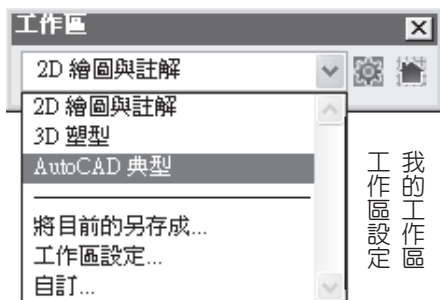 工作區
2D 繪圖與註解
2D 繪圖與註解
3D 塑型
AutoCAD 典型
將目前的另存成...
工作區設定...
自訂...
我的工作區
工作區設定